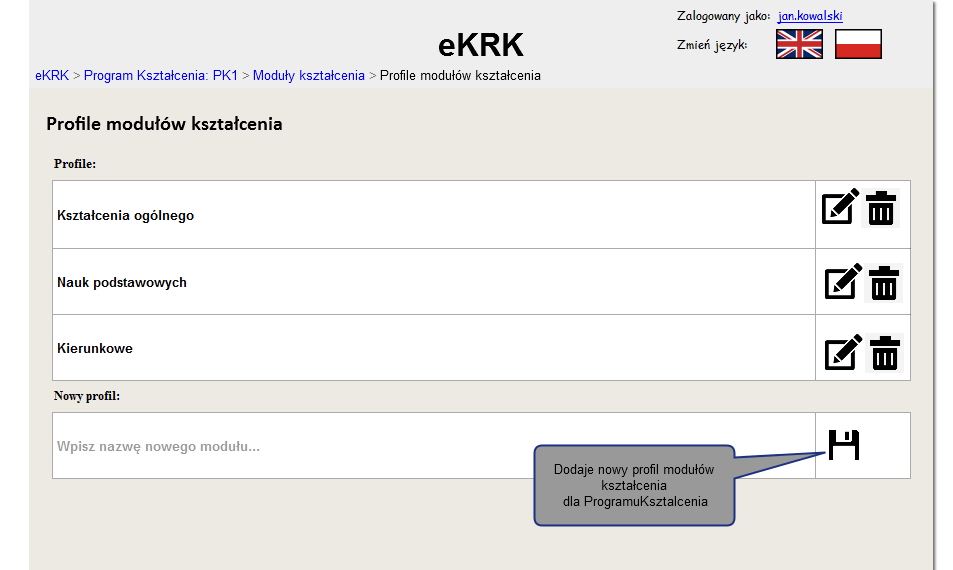 Zalogowany jako: jan.kowalski
eKRK
Zmień język:
eKRK > Program Kształcenia: PK1 > Moduły kształcenia > Profile modułów kształcenia
Profile modułów kształcenia
Profile:
Kształcenia ogólnego
Nauk podstawowych
Kierunkowe
Nowy profil:
Wpisz nazwę nowego modułu...
Dodaje nowy profil modułów
kształcenia
dla ProgramuKsztalcenia